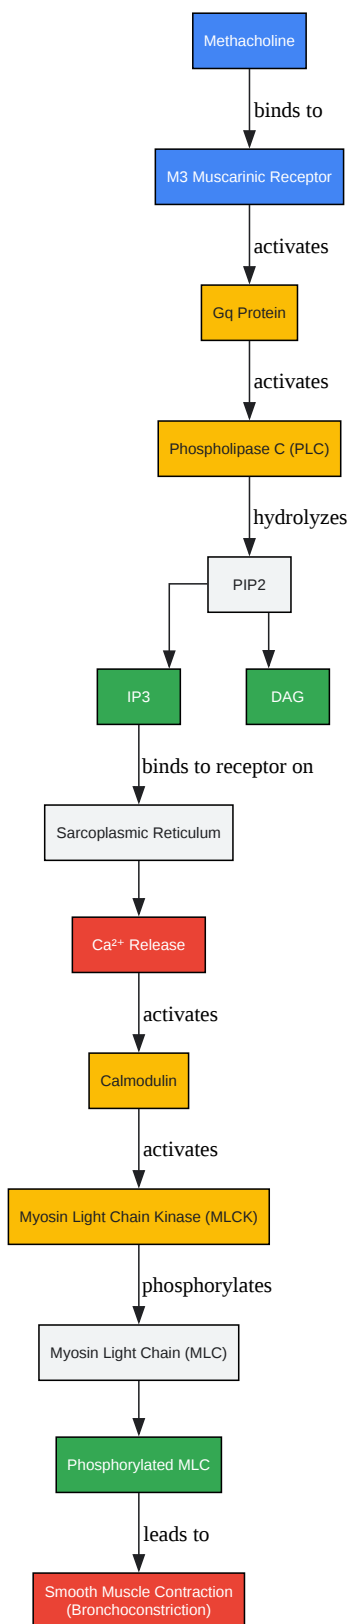 Methacholine
binds to
M3 Muscarinic Receptor
activates
Gq Protein
activates
Phospholipase C (PLC)
hydrolyzes
PIP2
IP3
DAG
binds to receptor on
Sarcoplasmic Reticulum
Ca²⁺ Release
activates
Calmodulin
activates
Myosin Light Chain Kinase (MLCK)
phosphorylates
Myosin Light Chain (MLC)
Phosphorylated MLC
leads to
Smooth Muscle Contraction
(Bronchoconstriction)